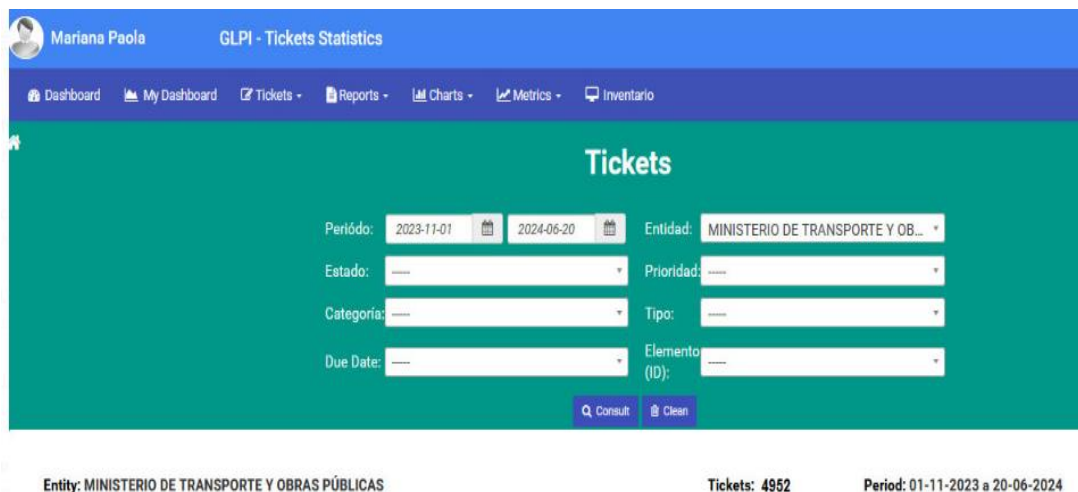 Mariana Paola GLPI - Tickets Statistics
Dashboard My Dashboard Tickets Reports Charts Metrics Inventario
Tickets
Periódo: 2023-11-01 2024-06-20 Entidad: MINISTERIO DE TRANSPORTE Y OB...
Estado: ----- Prioridad: -----
Categoría: ----- Tipo: -----
Due Date: ----- Elemento (ID): -----
Consult Clean
Entity: MINISTERIO DE TRANSPORTE Y OBRAS PÚBLICAS Tickets: 4952 Period: 01-11-2023 a 20-06-2024